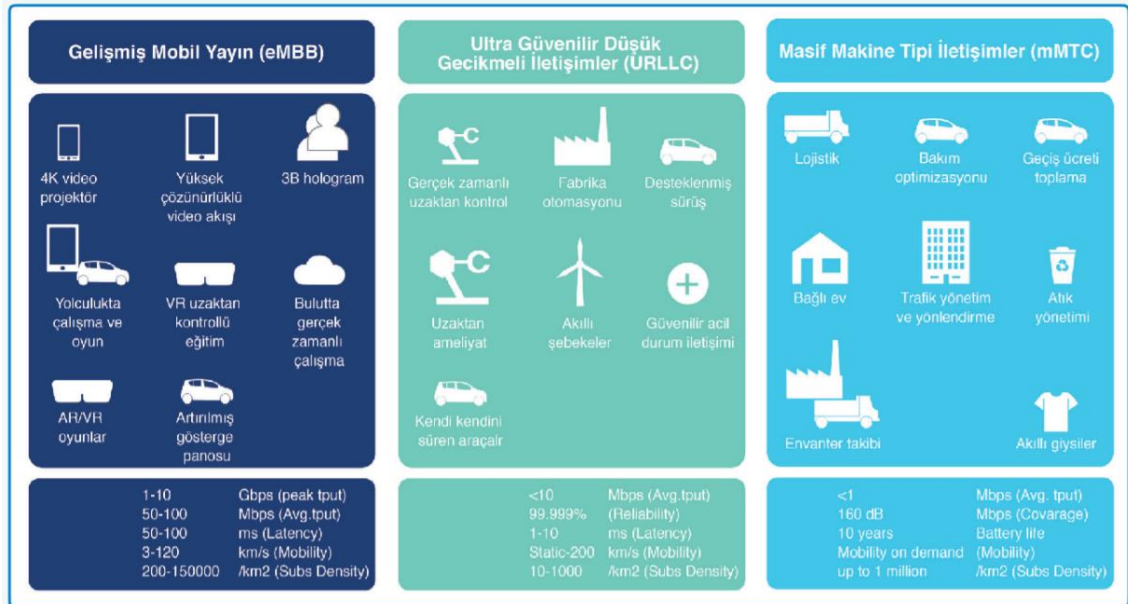 Gelişmiş Mobil Yayın (eMBB)
4K video
projektör
Yüksek
çözünürlüklü
video akışı
3B hologram
Yolculukta
çalışma ve
oyun
VR uzaktan
kontrollü
eğitim
Bulutta
gerçek
zamanlı
çalışma
AR/VR
oyunlar
Artırılmış
gösterge
panosu
1-10 Gbps (peak tput)
50-100 Mbps (Avg.tput)
50-100 ms (Latency)
3-120 km/s (Mobility)
200-150000 /km2 (Subs Density)
Ultra Güvenilir Düşük
Gecikmeli İletişimler (URLLC)
Gerçek zamanlı
uzaktan kontrol
Fabrika
otomasyonu
Desteklenmiş
sürüş
Uzaktan
ameliyat
Akıllı
şebekeler
Güvenilir acil
durum iletişimi
Kendi kendini
süren araçalr
<10 Mbps (Avg.tput)
99.999% (Reliability)
1-10 ms (Latency)
Static-200 km/s (Mobility)
10-1000 /km2 (Subs Density)
Masif Makine Tipi İletişimler (mMTC)
Lojistik
Bakım
optimizasyonu
Geçiş ücreti
toplama
Bağlı ev
Trafik yönetim
ve yönlendirme
Atık
yönetimi
Envanter takibi
Akıllı giysiler
<1 Mbps (Avg. tput)
160 dB Mbps (Covarage)
10 years Battery life
Mobility on demand (Mobility)
up to 1 million /km2 (Subs Density)